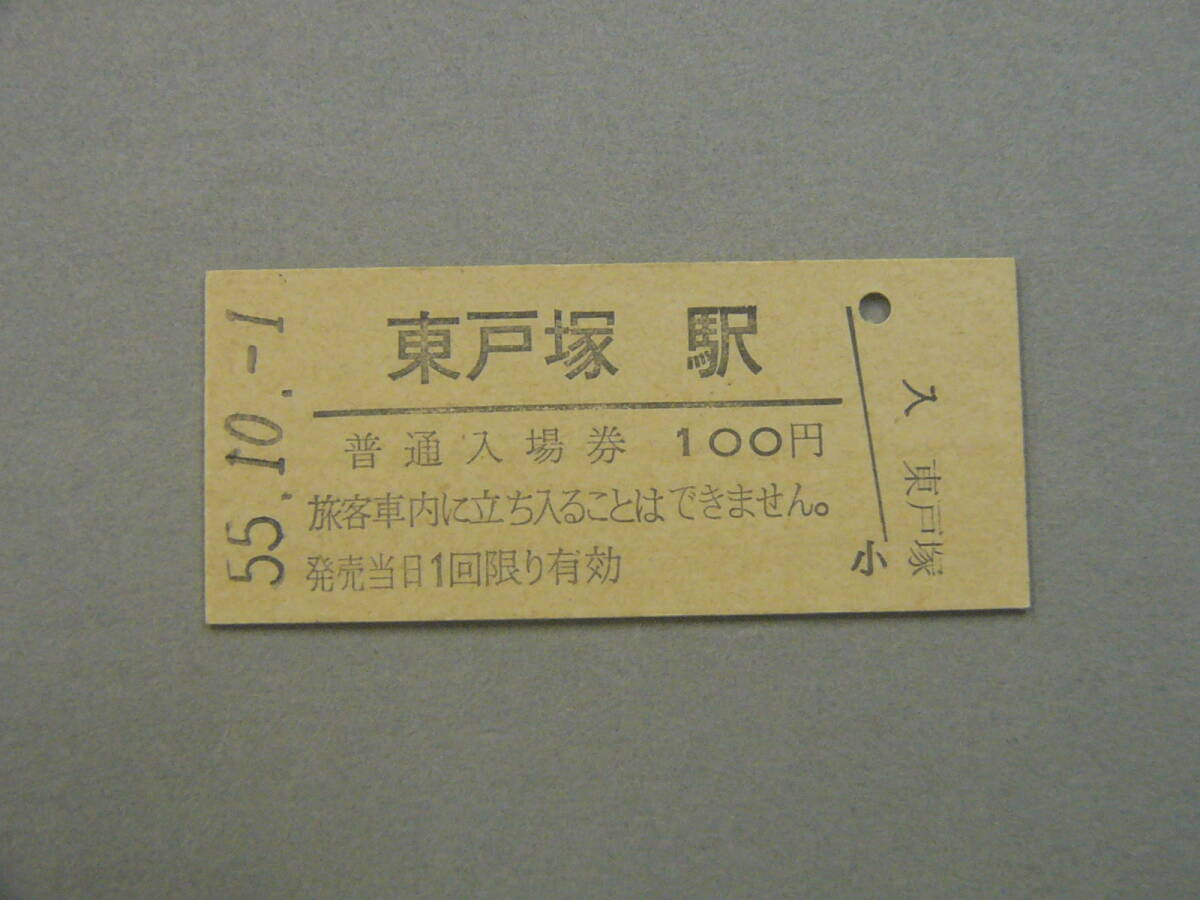 55.10.-1
東戸塚 駅
普通入場券 100円
旅客車内に立ち入ることはできません。
発売当日1回限り有効
小
入 東戸塚